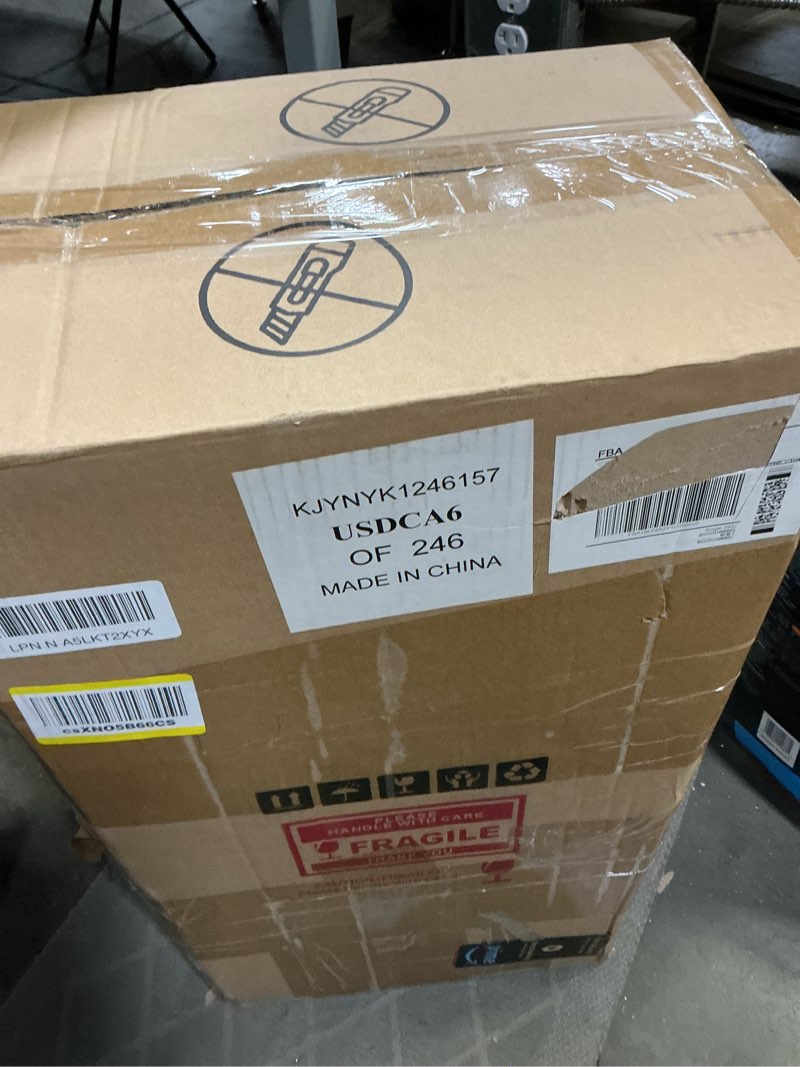 KJYNYK1246157
USDCA6
OF 246
MADE IN CHINA
FBA
LPN N A5LKT2XYX
csXNO5B66CS
PLEASE
HANDLE WITH CARE
FRAGILE
THANK YOU